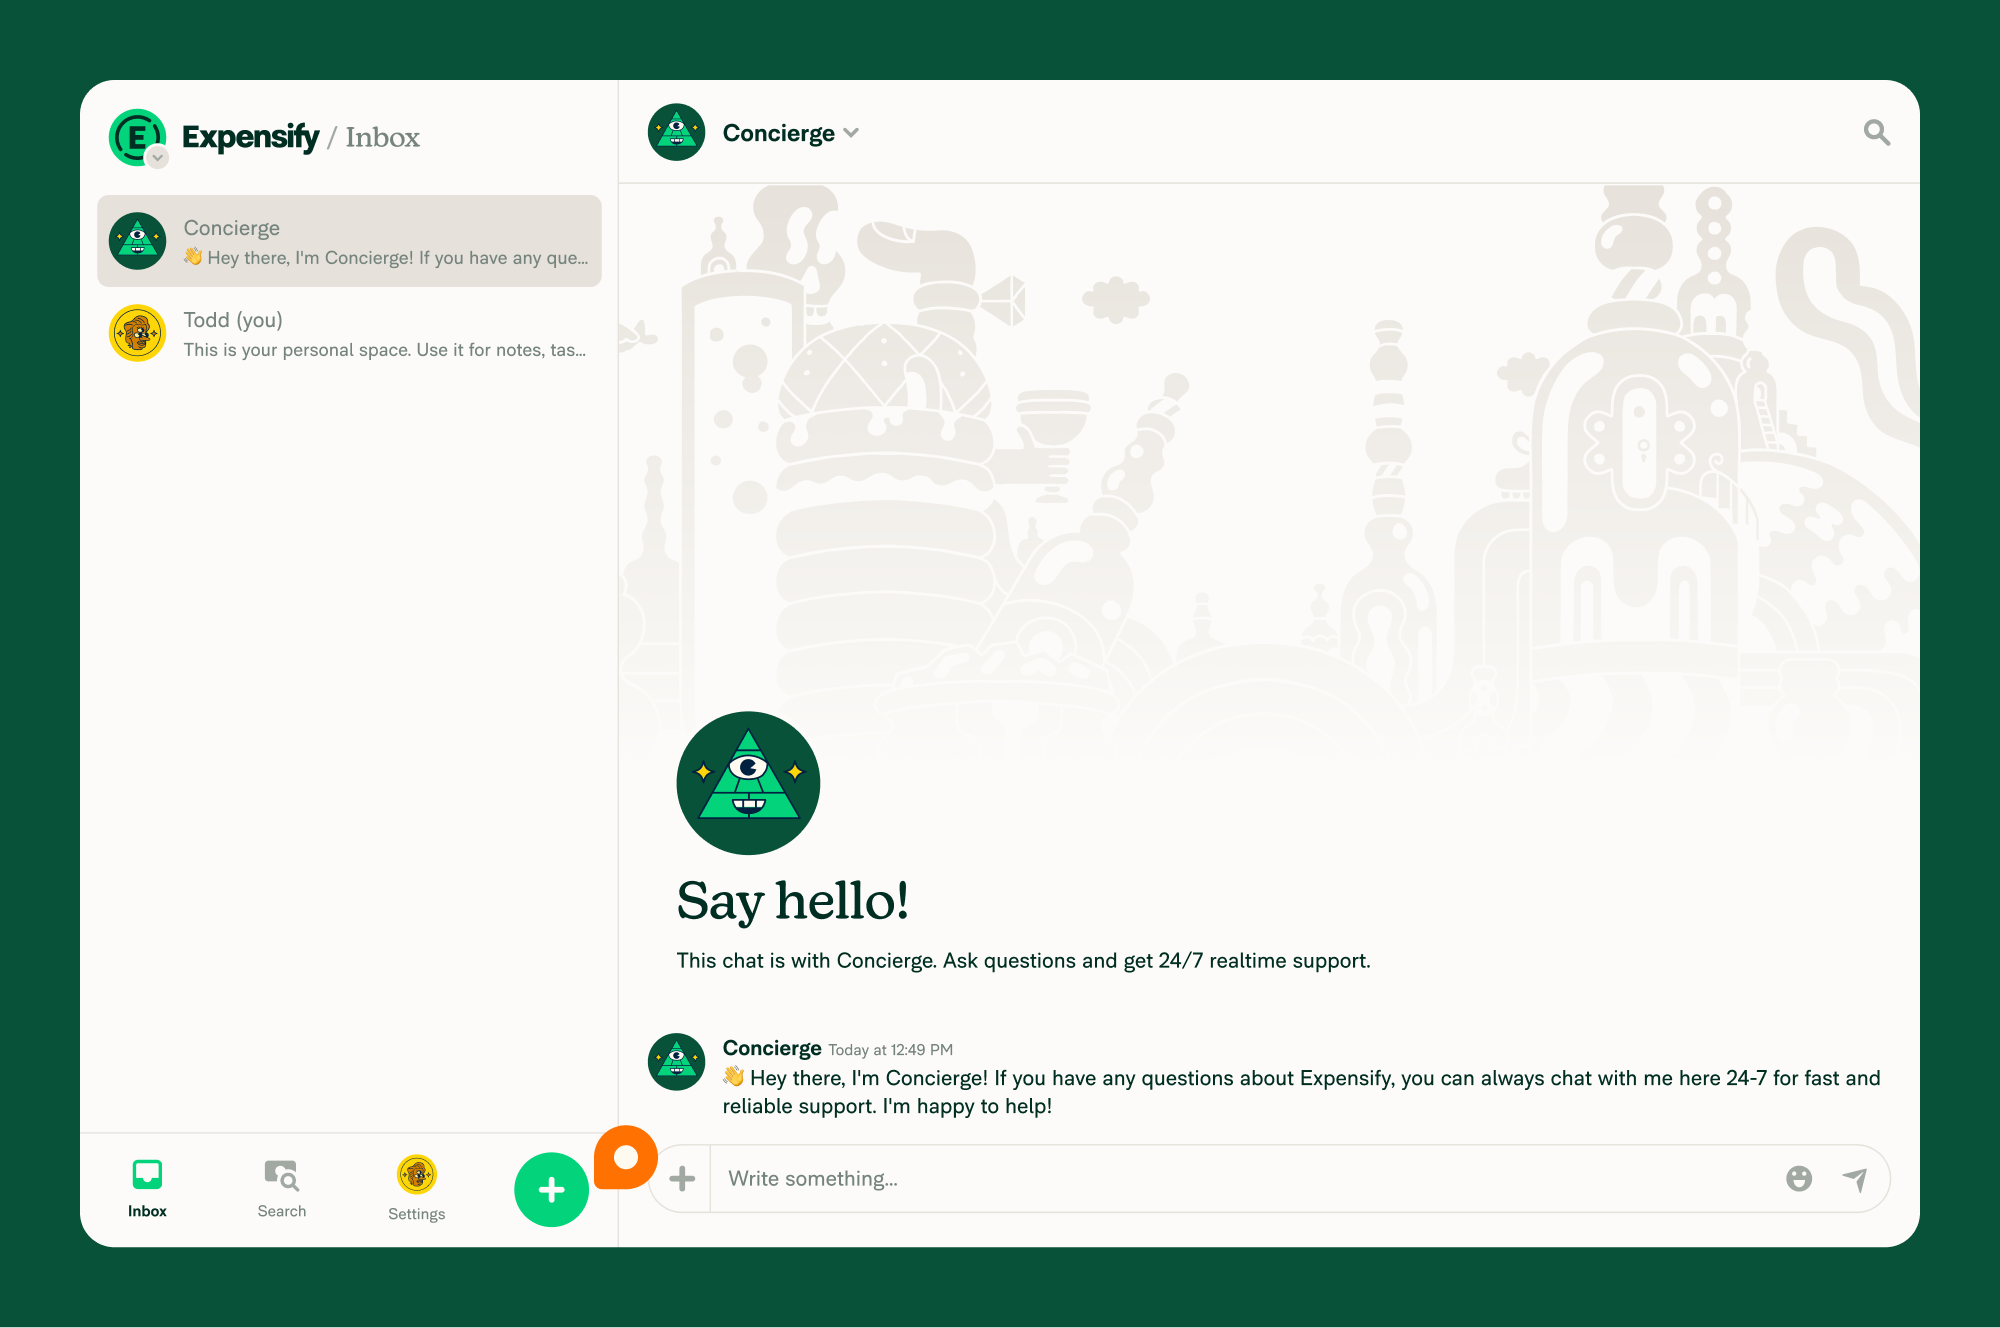 E Expensify / Inbox
Concierge
👋 Hey there, I'm Concierge! If you have any que...
Todd (you)
This is your personal space. Use it for notes, tas...
Inbox
Search
Settings
Concierge
Say hello!
This chat is with Concierge. Ask questions and get 24/7 realtime support.
Concierge Today at 12:49 PM
👋 Hey there, I'm Concierge! If you have any questions about Expensify, you can always chat with me here 24-7 for fast and
reliable support. I'm happy to help!
Write something...